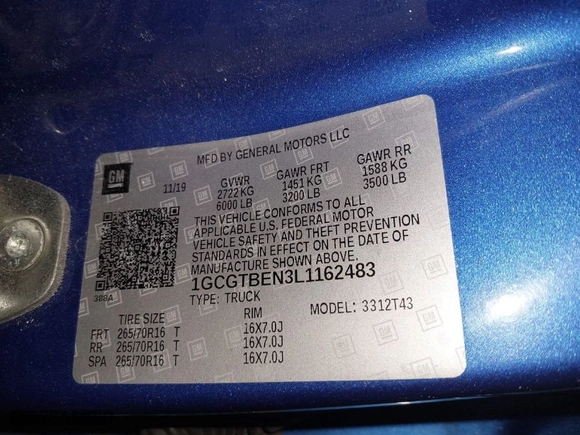 MFD BY GENERAL MOTORS LLC
GM
11/19 GVWR GAWR FRT GAWR RR
2722 KG 1451 KG 1588 KG
6000 LB 3200 LB 3500 LB
THIS VEHICLE CONFORMS TO ALL
APPLICABLE U.S. FEDERAL MOTOR
VEHICLE SAFETY AND THEFT PREVENTION
STANDARDS IN EFFECT ON THE DATE OF
MANUFACTURE SHOWN ABOVE.
388A
1GCGTBEN3L1162483
TYPE: TRUCK MODEL: 3312T43
TIRE SIZE RIM
FRT 265/70R16 T 16X7.0J
RR 265/70R16 T 16X7.0J
SPA 265/70R16 T 16X7.0J